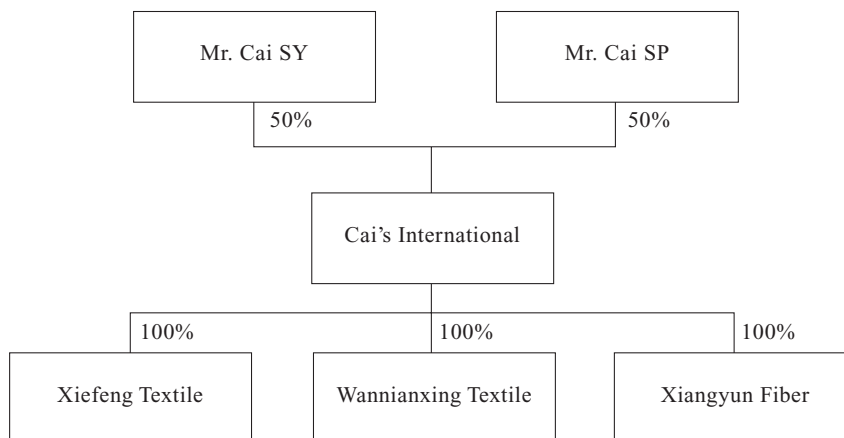 Mr. Cai SY
Mr. Cai SP
50%
50%
Cai’s International
100%
100%
100%
Xiefeng Textile
Wannianxing Textile
Xiangyun Fiber